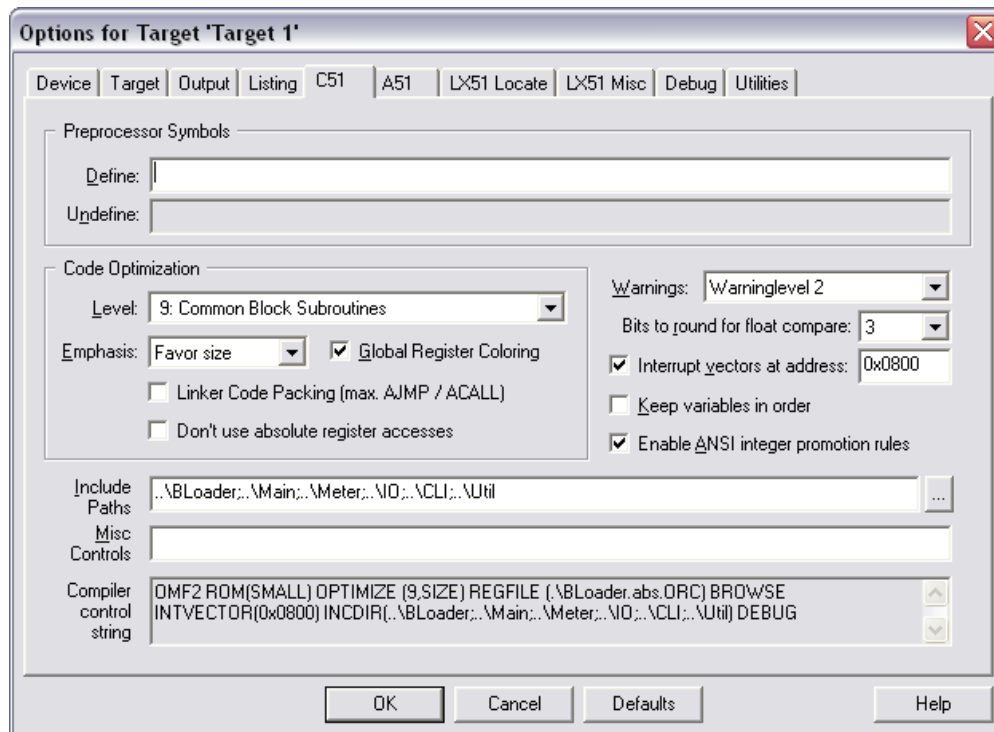 Options for Target 'Target 1'
Device Target Output Listing C51 A51 LX51 Locate LX51 Misc Debug Utilities
Preprocessor Symbols
Define:
Undefine:
Code Optimization
Level: 9: Common Block Subroutines
Emphasis: Favor size Global Register Coloring
Linker Code Packing (max. AJMP / ACALL)
Don't use absolute register accesses
Warnings: Warninglevel 2
Bits to round for float compare: 3
Interrupt vectors at address: 0x0800
Keep variables in order
Enable ANSI integer promotion rules
Include
Paths
..\BLoader;..\Main;..\Meter;..\IO;..\CLI;..\Util
...
Misc
Controls
Compiler
control
string
OMF2 ROM(SMALL) OPTIMIZE (9,SIZE) REGFILE (.\BLoader.abs.ORC) BROWSE
INTVECTOR(0x0800) INCDIR(..\BLoader;..\Main;..\Meter;..\IO;..\CLI;..\Util) DEBUG
OK Cancel Defaults Help